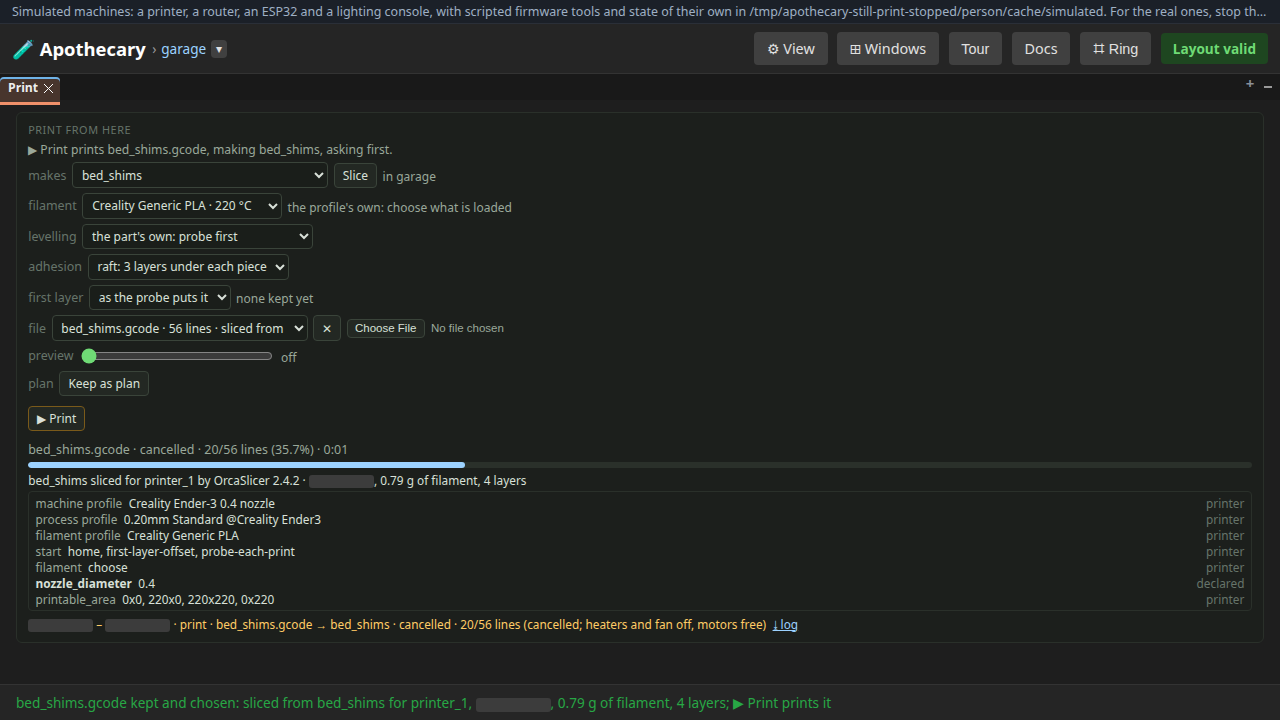 Simulated machines: a printer, a router, an ESP32 and a lighting console, with scripted firmware tools and state of their own in /tmp/apothecary-still-print-stopped/person/cache/simulated. For the real ones, stop th...
Apothecary › garage ▾
⚙ View
⊞ Windows
Tour
Docs
⌗ Ring
Layout valid
Print
PRINT FROM HERE
▶ Print prints bed_shims.gcode, making bed_shims, asking first.
makes bed_shims Slice in garage
filament Creality Generic PLA · 220 °C the profile's own: choose what is loaded
levelling the part's own: probe first
adhesion raft: 3 layers under each piece
first layer as the probe puts it none kept yet
file bed_shims.gcode · 56 lines · sliced from ✕ Choose File No file chosen
preview off
plan Keep as plan
▶ Print
bed_shims.gcode · cancelled · 20/56 lines (35.7%) · 0:01
bed_shims sliced for printer_1 by OrcaSlicer 2.4.2 · , 0.79 g of filament, 4 layers
machine profile Creality Ender-3 0.4 nozzle printer
process profile 0.20mm Standard @Creality Ender3 printer
filament profile Creality Generic PLA printer
start home, first-layer-offset, probe-each-print printer
filament choose printer
nozzle_diameter 0.4 declared
printable_area 0x0, 220x0, 220x220, 0x220 printer
– · print · bed_shims.gcode → bed_shims · cancelled · 20/56 lines (cancelled; heaters and fan off, motors free) ↓log
bed_shims.gcode kept and chosen: sliced from bed_shims for printer_1, , 0.79 g of filament, 4 layers; ▶ Print prints it